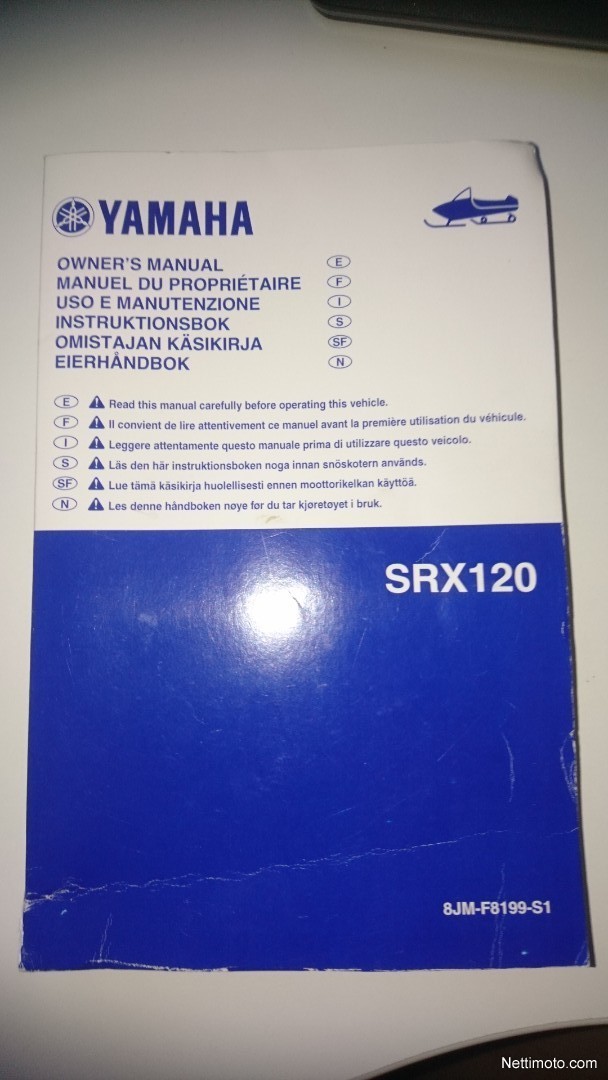 YAMAHA
OWNER'S MANUAL E
MANUEL DU PROPRIÉTAIRE F
USO E MANUTENZIONE I
INSTRUKTIONSBOK S
OMISTAJAN KÄSIKIRJA SF
EIERHÅNDBOK N
E Read this manual carefully before operating this vehicle.
F Il convient de lire attentivement ce manuel avant la première utilisation du véhicule.
I Leggere attentamente questo manuale prima di utilizzare questo veicolo.
S Läs den här instruktionsboken noga innan snöskotern används.
SF Lue tämä käsikirja huolellisesti ennen moottorikelkan käyttöä.
N Les denne håndboken nøye før du tar kjøretøyet i bruk.
SRX120
8JM-F8199-S1
Nettimoto.com